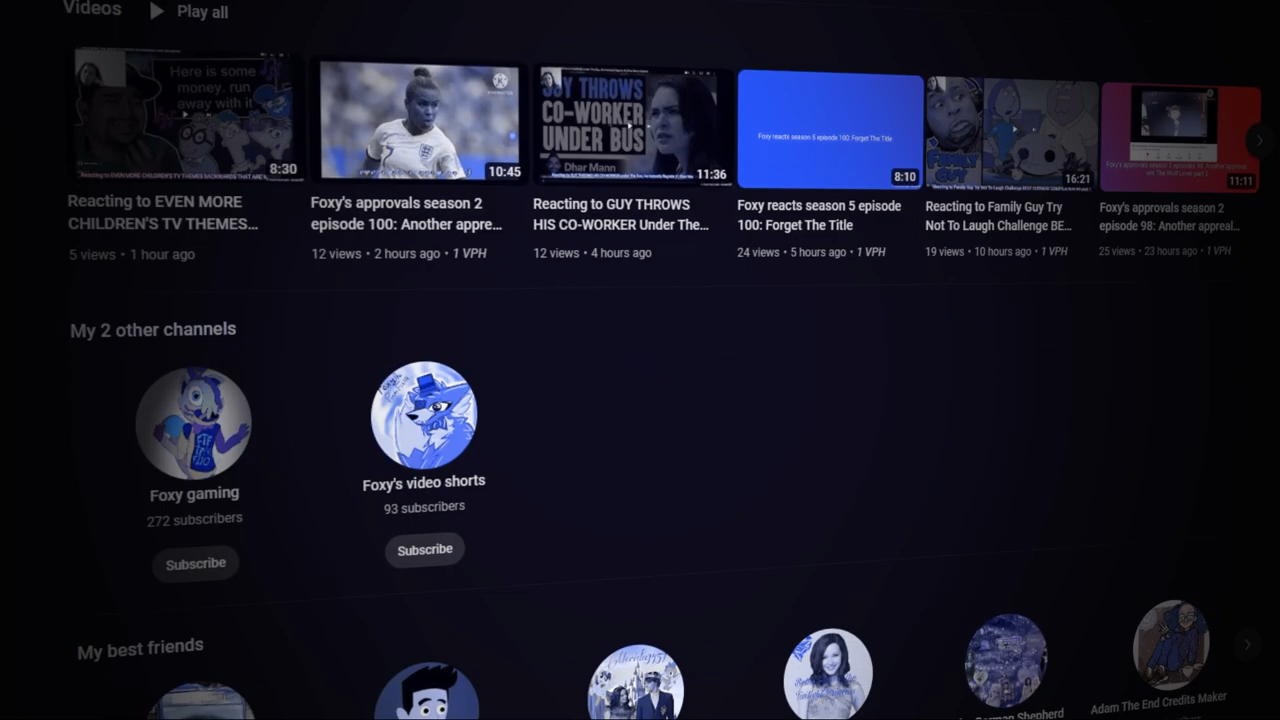 Videos
Play all
Here is some
money. run
away with it
8:30
10:45
GUY THROWS
CO-WORKER
UNDER BUS
Dhar Mann
11:36
Foxy reacts season 5 episode 100: Forget The Title
8:10
FAMILY
GUY
16:21
11:11
Reacting to EVEN MORE
CHILDREN'S TV THEMES...
5 views • 1 hour ago
Foxy's approvals season 2
episode 100: Another appre...
12 views • 2 hours ago • 1 VPH
Reacting to GUY THROWS
HIS CO-WORKER Under The...
12 views • 4 hours ago
Foxy reacts season 5 episode
100: Forget The Title
24 views • 5 hours ago • 1 VPH
Reacting to Family Guy Try
Not To Laugh Challenge BE...
19 views • 10 hours ago • 1 VPH
Foxy's approvals season 2
episode 98: Another appreal...
25 views • 23 hours ago • 1 VPH
My 2 other channels
Foxy gaming
272 subscribers
Subscribe
Foxy's video shorts
93 subscribers
Subscribe
My best friends
German Shepherd
Adam The End Credits Maker